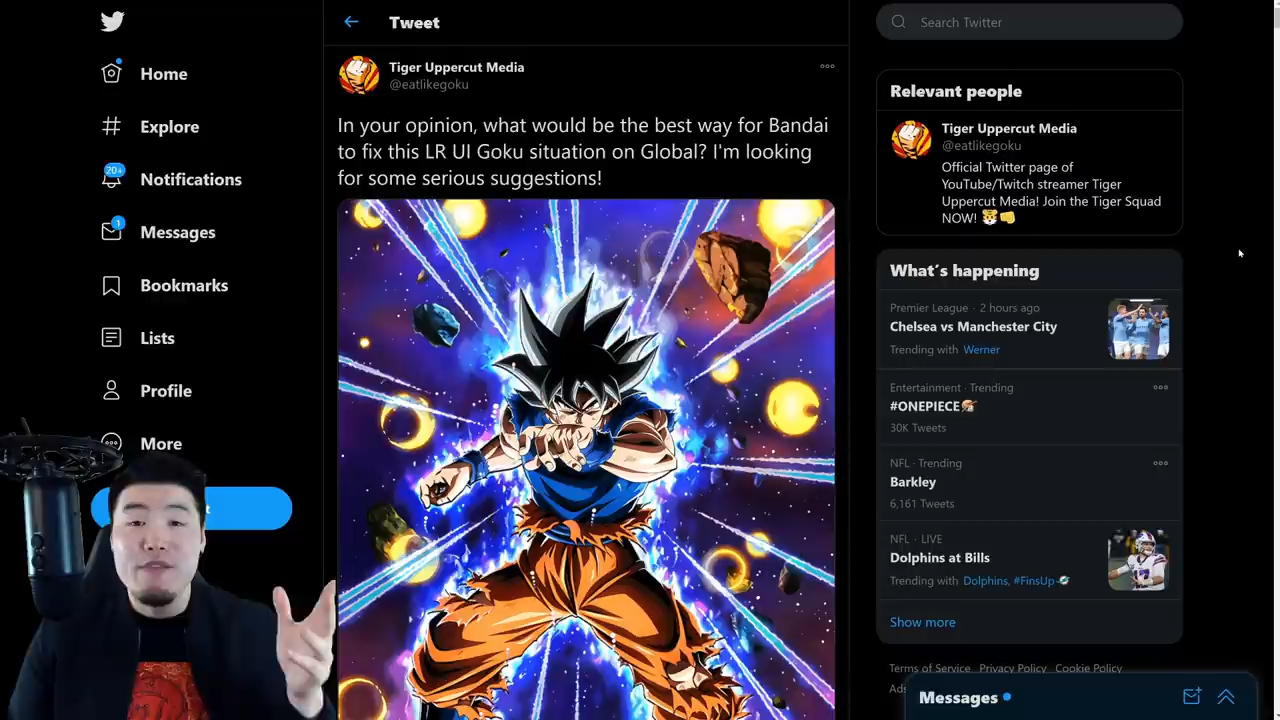 Home
Explore
20+
Notifications
1
Messages
Bookmarks
Lists
Profile
More
Tweet
Tiger Uppercut Media
@eatlikegoku
In your opinion, what would be the best way for Bandai
to fix this LR UI Goku situation on Global? I'm looking
for some serious suggestions!
Search Twitter
Relevant people
Tiger Uppercut Media
@eatlikegoku
Official Twitter page of
YouTube/Twitch streamer Tiger
Uppercut Media! Join the Tiger Squad
NOW! 🐯👊
What's happening
Premier League · 2 hours ago
Chelsea vs Manchester City
Trending with Werner
Entertainment · Trending
#ONEPIECE
30K Tweets
NFL · Trending
Barkley
6,161 Tweets
NFL · LIVE
Dolphins at Bills
Trending with Dolphins, #FinsUp
Show more
Terms of Service Privacy Policy Cookie Policy
Ads
Messages